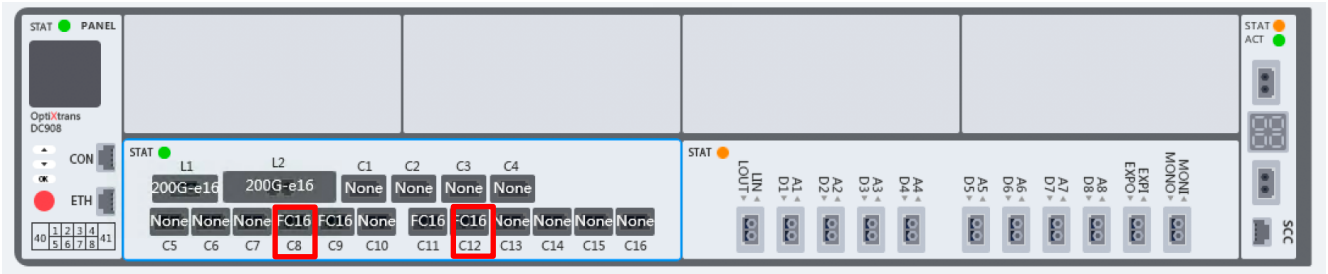 STAT PANEL
OptiXtrans
DC908
CON
OK
ETH
40 1 2 3 4 41
5 6 7 8
STAT
L1 L2 C1 C2 C3 C4
200G-e16 200G-e16 None None None None
None None None FC16 FC16 None FC16 FC16 None None None None
C5 C6 C7 C8 C9 C10 C11 C12 C13 C14 C15 C16
STAT
LIN
LOUT
A1
D1
A2
D2
A3
D3
A4
D4
A5
D5
A6
D6
A7
D7
A8
D8
EXPI
EXPO
MONI
MONO
STAT
ACT
88
SCC